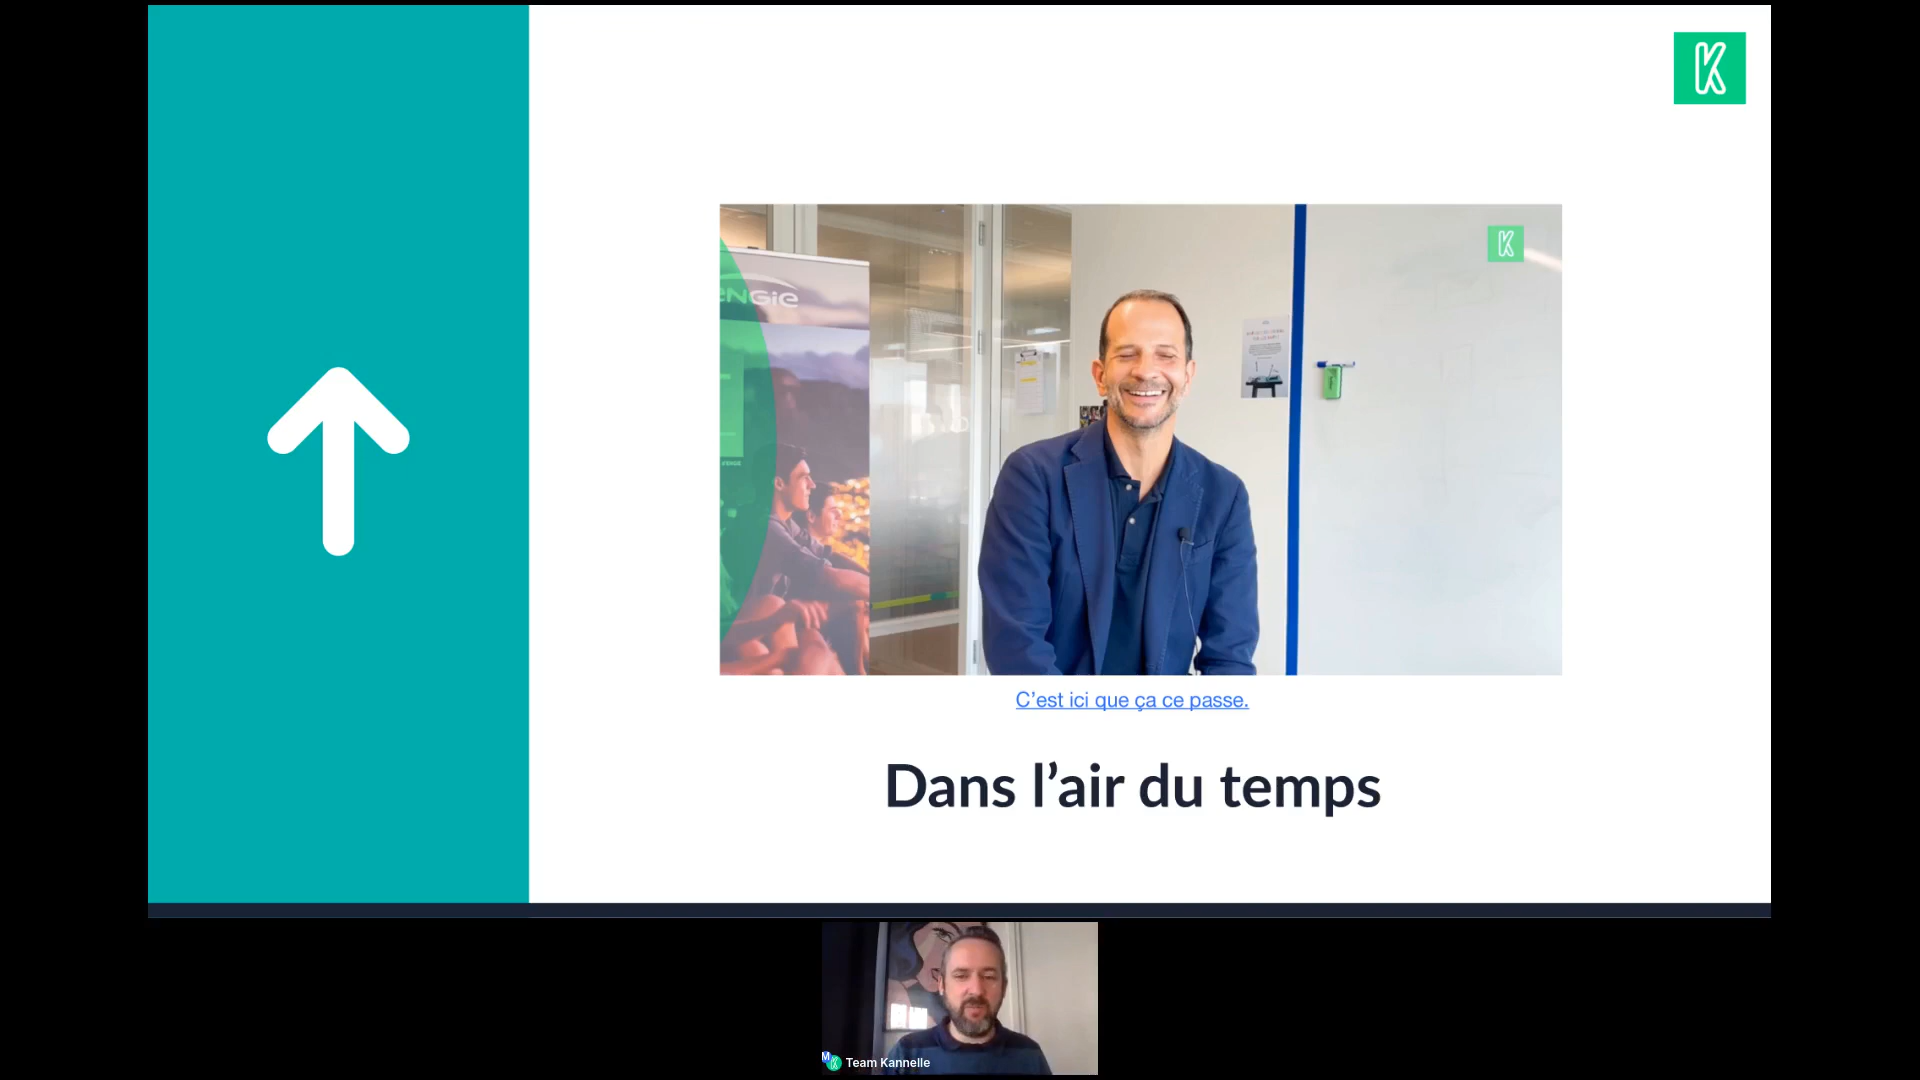 K
ENGIE
K
C’est ici que ça ce passe.
Dans l’air du temps
M K Team Kannelle